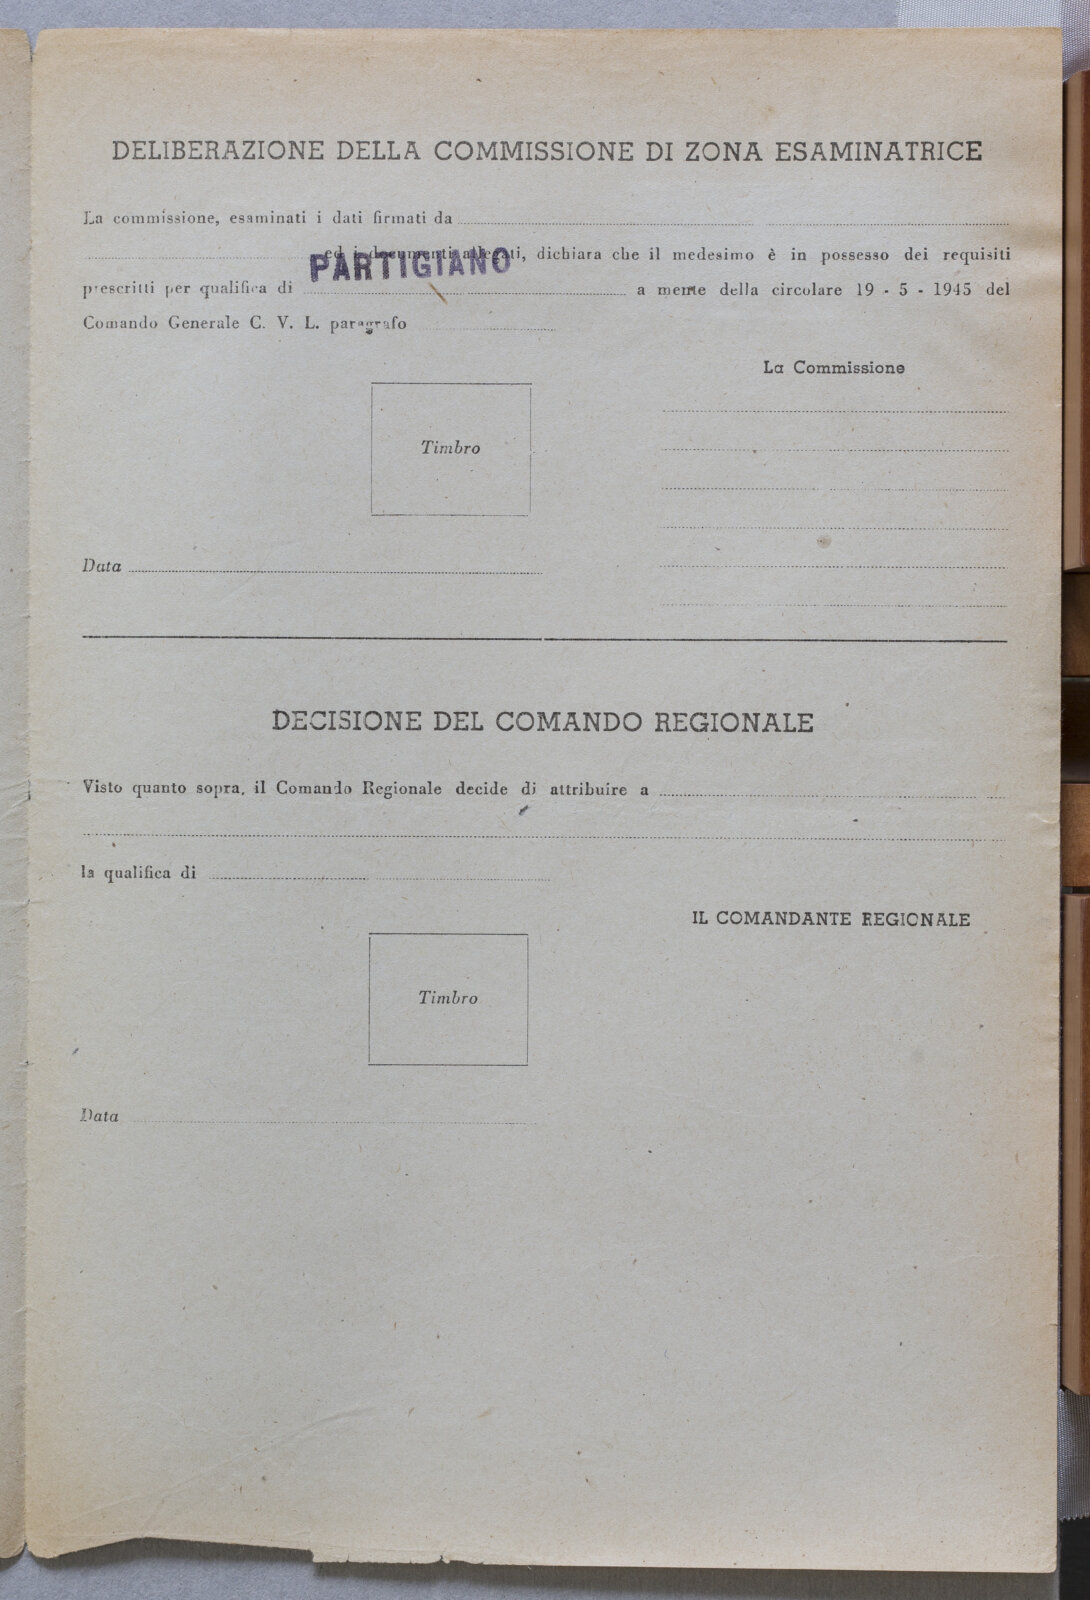 DELIBERAZIONE DELLA COMMISSIONE DI ZONA ESAMINATRICE
La commissione, esaminati i dati firmati da
ed i documenti allegati, dichiara che il medesimo è in possesso dei requisiti
PARTIGIANO
prescritti per qualifica di a mente della circolare 19 - 5 - 1945 del
Comando Generale C. V. L. paragrafo
La Commissione
Timbro
Data
DECISIONE DEL COMANDO REGIONALE
Visto quanto sopra, il Comando Regionale decide di attribuire a
la qualifica di
IL COMANDANTE REGIONALE
Timbro
Data